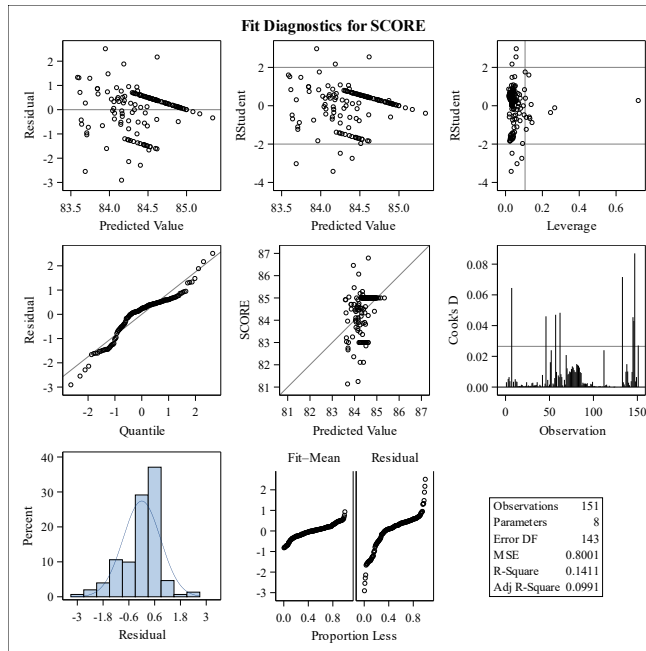 Fit Diagnostics for SCORE
Residual
2
1
0
-1
-2
-3
83.5 84.0 84.5 85.0
Predicted Value
RStudent
2
0
-2
-4
83.5 84.0 84.5 85.0
Predicted Value
RStudent
2
0
-2
-4
0.0 0.2 0.4 0.6
Leverage
Residual
2
1
0
-1
-2
-3
-2 -1 0 1 2
Quantile
SCORE
87
86
85
84
83
82
81
81 82 83 84 85 86 87
Predicted Value
Cook's D
0.08
0.06
0.04
0.02
0.00
0 50 100 150
Observation
Percent
40
30
20
10
0
-3 -1.8 -0.6 0.6 1.8 3
Residual
Fit–Mean Residual
2
1
0
-1
-2
-3
0.0 0.4 0.8 0.0 0.4 0.8
Proportion Less
Observations 151
Parameters 8
Error DF 143
MSE 0.8001
R-Square 0.1411
Adj R-Square 0.0991